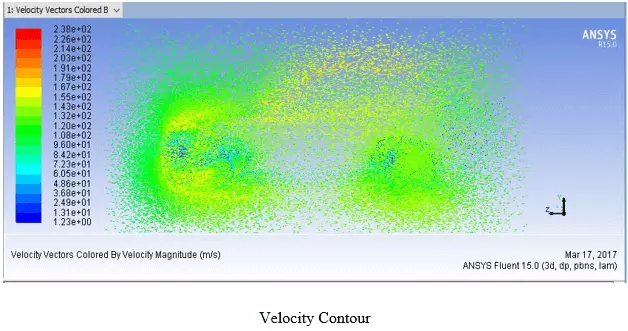 1: Velocity Vectors Colored B
2.38e+02
2.26e+02
2.14e+02
2.03e+02
1.91e+02
1.79e+02
1.67e+02
1.55e+02
1.43e+02
1.32e+02
1.20e+02
1.08e+02
9.60e+01
8.42e+01
7.23e+01
6.05e+01
4.86e+01
3.68e+01
2.49e+01
1.31e+01
1.23e+00
ANSYS
R15.0
Y
Z
Velocity Vectors Colored By Velocity Magnitude (m/s)
Mar 17, 2017
ANSYS Fluent 15.0 (3d, dp, pbns, lam)
Velocity Contour